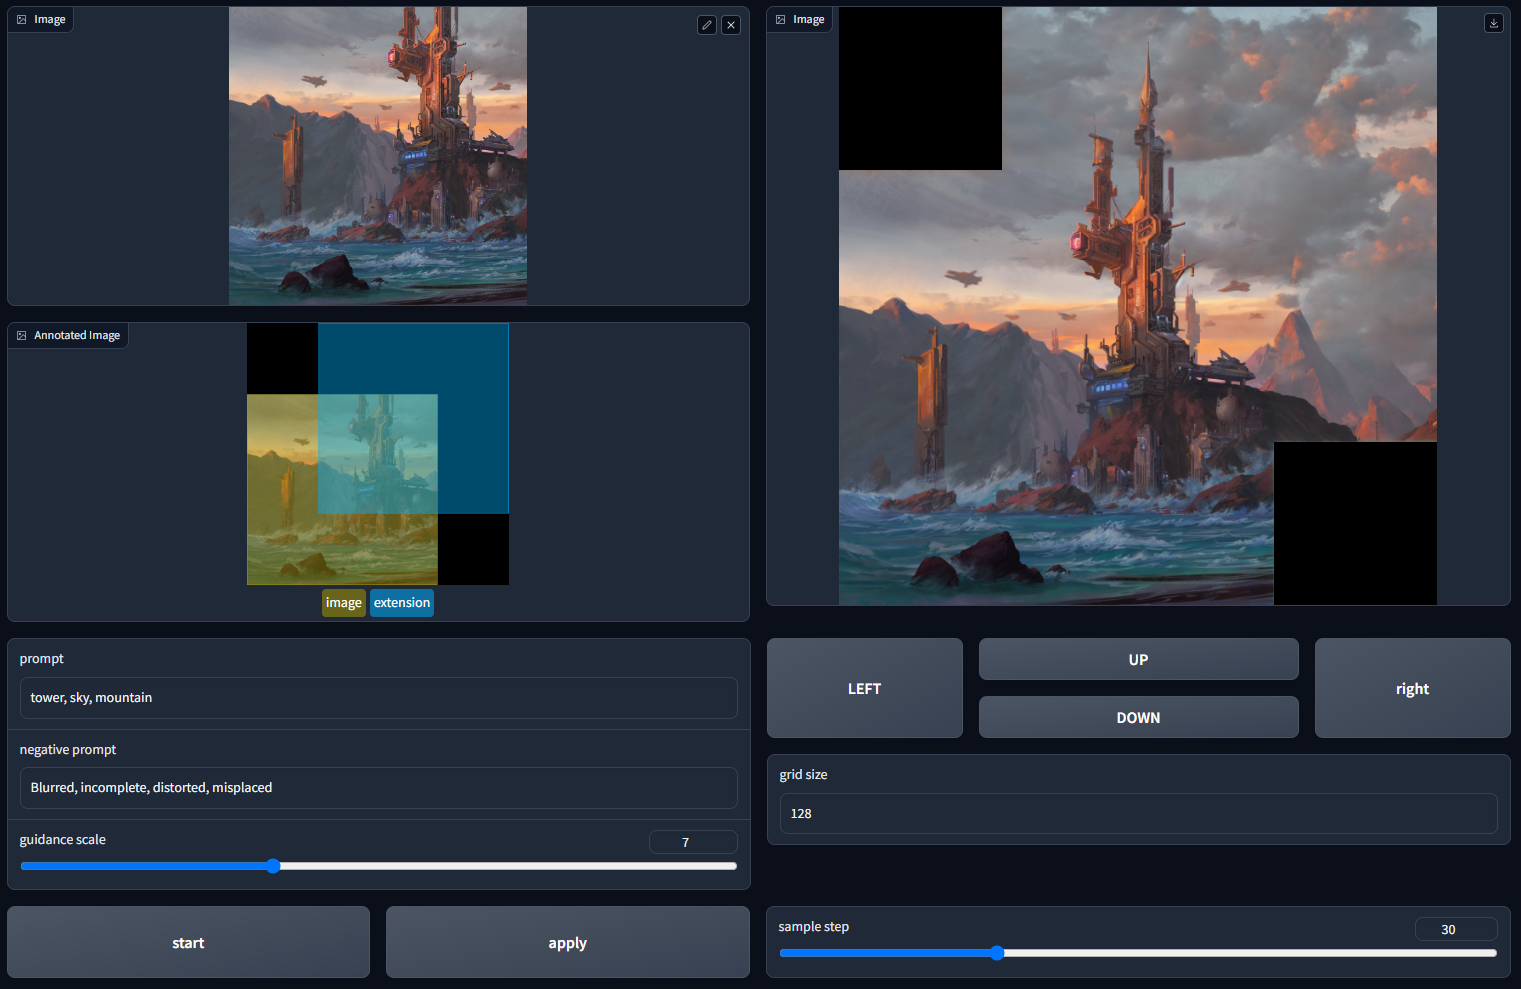 Image
Image
Annotated Image
image extension
prompt
tower, sky, mountain
negative prompt
Blurred, incomplete, distorted, misplaced
guidance scale
7
start
apply
LEFT
UP
DOWN
right
grid size
128
sample step
30